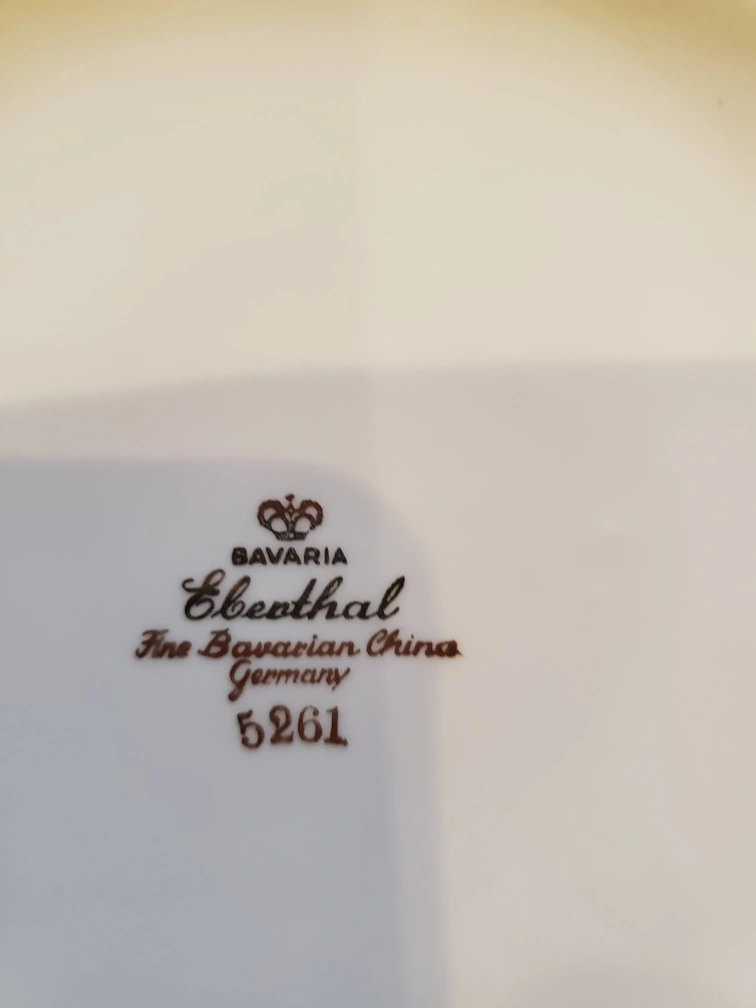 BAVARIA
Eberthal
Fine Bavarian China
Germany
5261